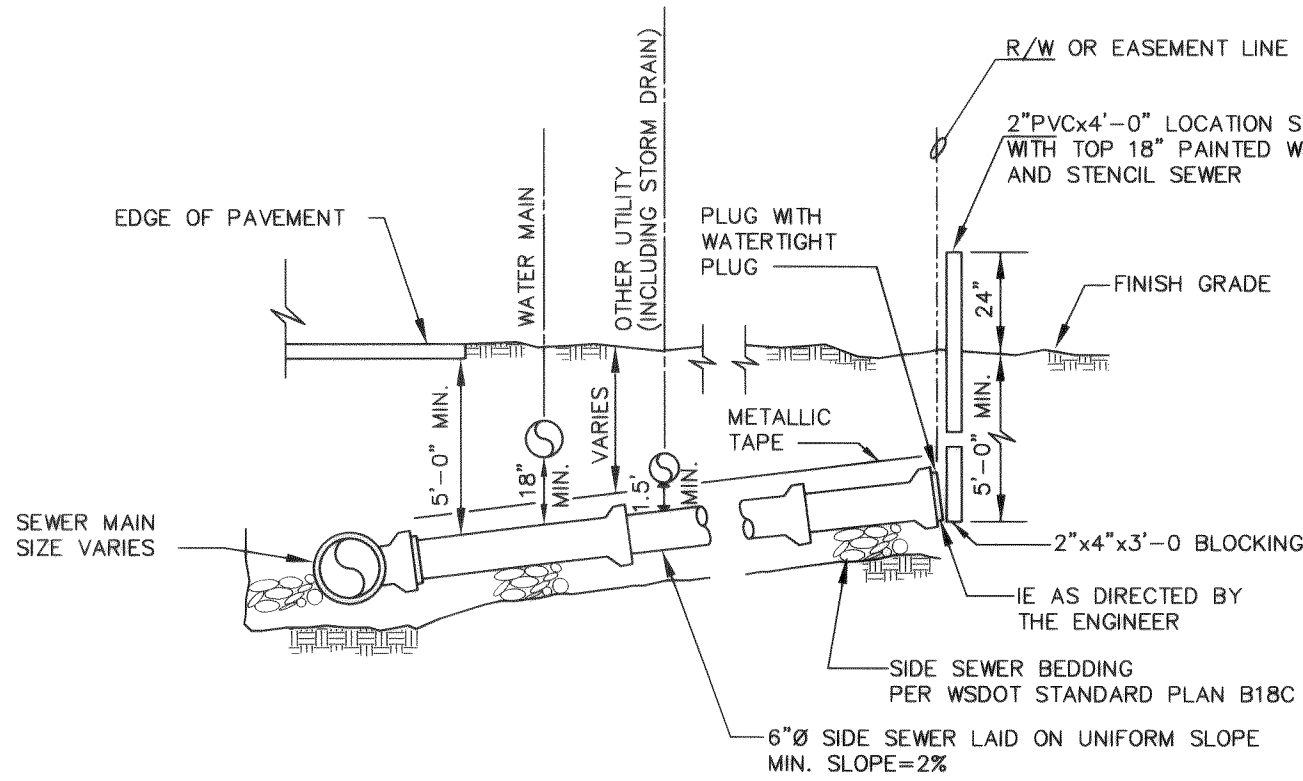 R/W OR EASEMENT LINE
2"PVCx4'-0" LOCATION S
WITH TOP 18" PAINTED W
AND STENCIL SEWER
EDGE OF PAVEMENT
WATER MAIN
OTHER UTILITY
(INCLUDING STORM DRAIN)
PLUG WITH
WATERTIGHT
PLUG
24"
FINISH GRADE
5'-0" MIN.
18"
MIN.
VARIES
1.5'
MIN.
METALLIC
TAPE
5'-0" MIN.
SEWER MAIN
SIZE VARIES
2"x4"x3'-0 BLOCKING
IE AS DIRECTED BY
THE ENGINEER
SIDE SEWER BEDDING
PER WSDOT STANDARD PLAN B18C
6"Ø SIDE SEWER LAID ON UNIFORM SLOPE
MIN. SLOPE=2%